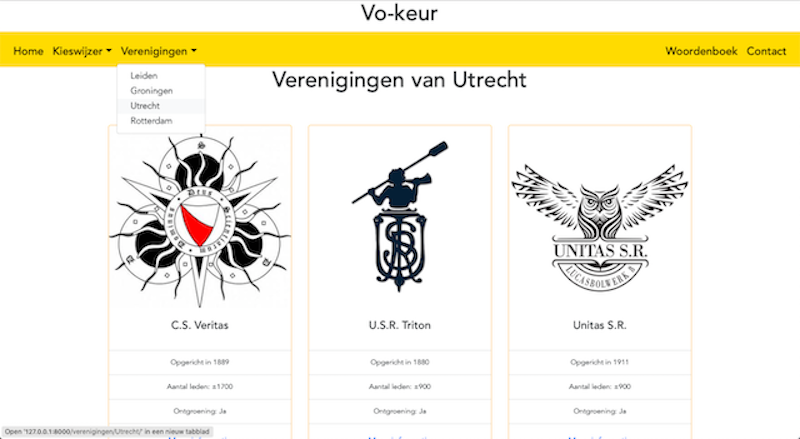 Vo-keur
Home Kieswijzer Verenigingen Woordenboek Contact
Leiden
Groningen
Utrecht
Rotterdam
Verenigingen van Utrecht
UNITAS S.R.
LUCASBOLWERK 8
C.S. Veritas U.S.R. Triton Unitas S.R.
Opgericht in 1889 Opgericht in 1880 Opgericht in 1911
Aantal leden: ±1700 Aantal leden: ±900 Aantal leden: ±900
Ontgroening: Ja Ontgroening: Ja Ontgroening: Ja
Open '127.0.0.1:8000/verenigingen/Utrecht/' in een nieuw tabblad